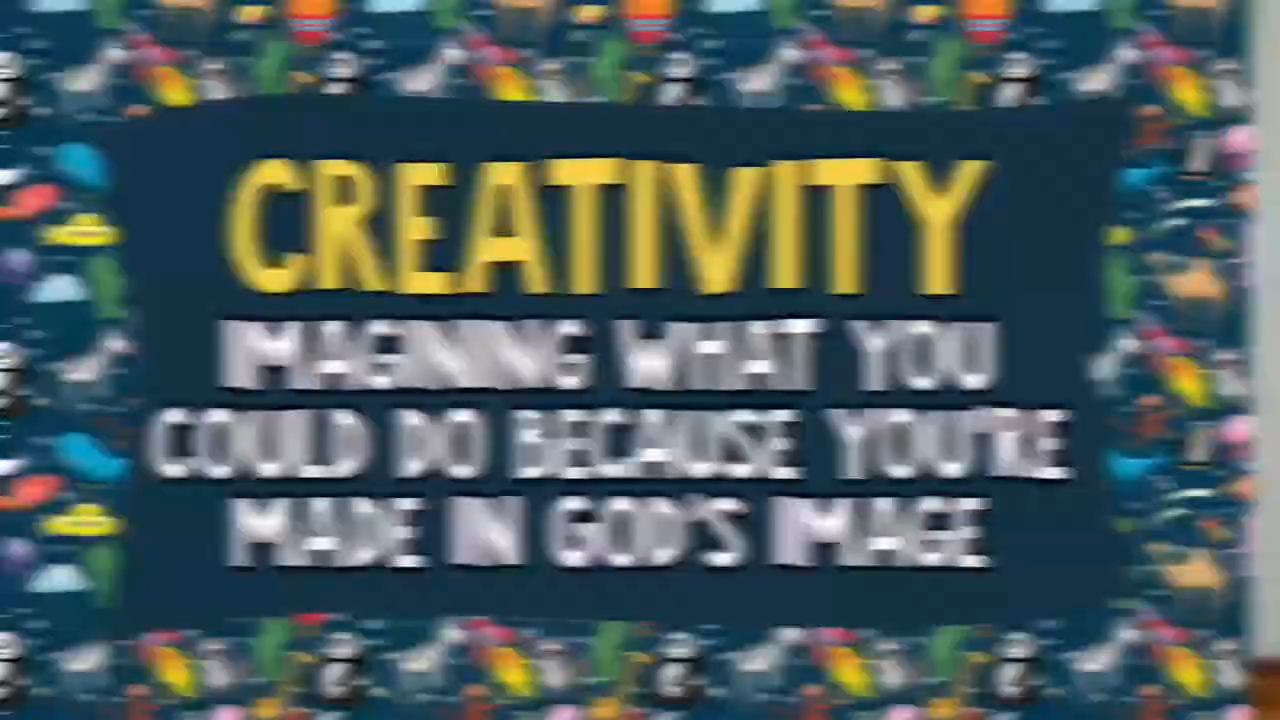 CREATIVITY
IMAGINING WHAT YOU
COULD DO BECAUSE YOU'RE
MADE IN GOD'S IMAGE